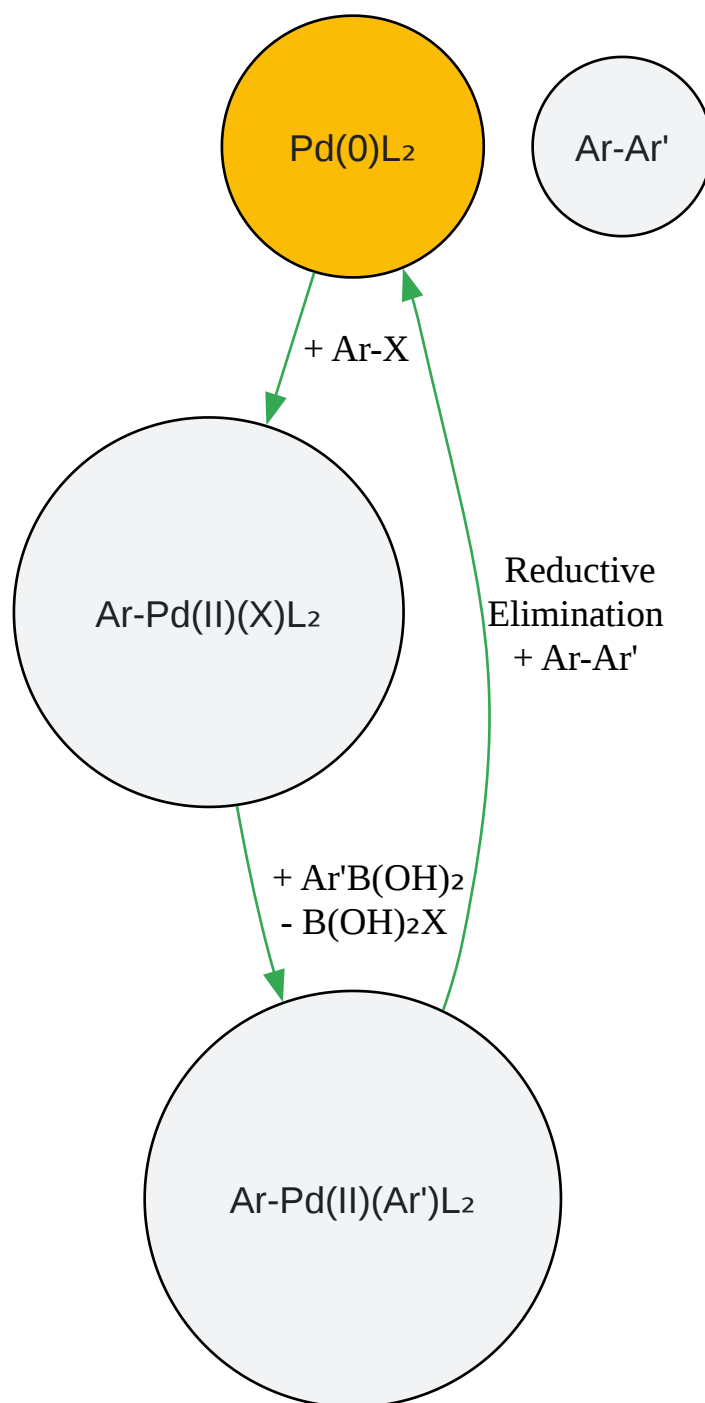 Pd(0)L₂
Ar-Ar'
+ Ar-X
Ar-Pd(II)(X)L₂
Reductive
Elimination
+ Ar-Ar'
+ Ar'B(OH)₂
- B(OH)₂X
Ar-Pd(II)(Ar')L₂